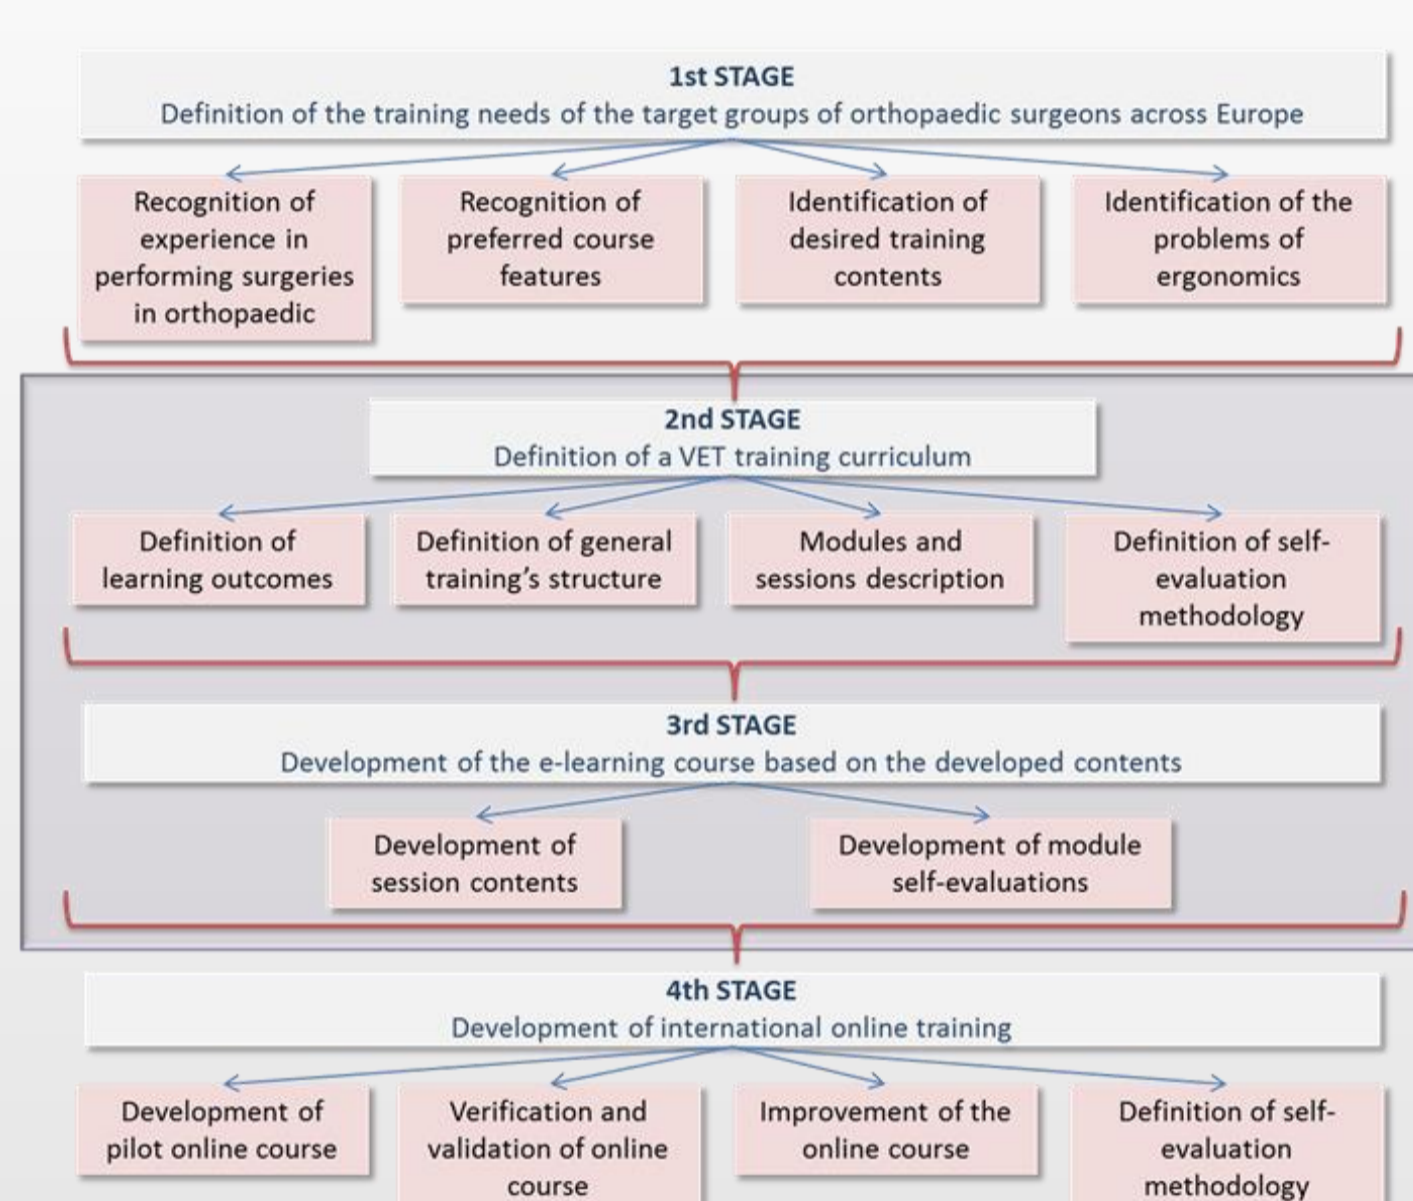 1st STAGE
Definition of the training needs of the target groups of orthopaedic surgeons across Europe
Recognition of
experience in
performing surgeries
in orthopaedic
Recognition of
preferred course
features
Identification of
desired training
contents
Identification of the
problems of
ergonomics
2nd STAGE
Definition of a VET training curriculum
Definition of
learning outcomes
Definition of general
training’s structure
Modules and
sessions description
Definition of self-
evaluation
methodology
3rd STAGE
Development of the e-learning course based on the developed contents
Development of
session contents
Development of module
self-evaluations
4th STAGE
Development of international online training
Development of
pilot online course
Verification and
validation of online
course
Improvement of the
online course
Definition of self-
evaluation
methodology